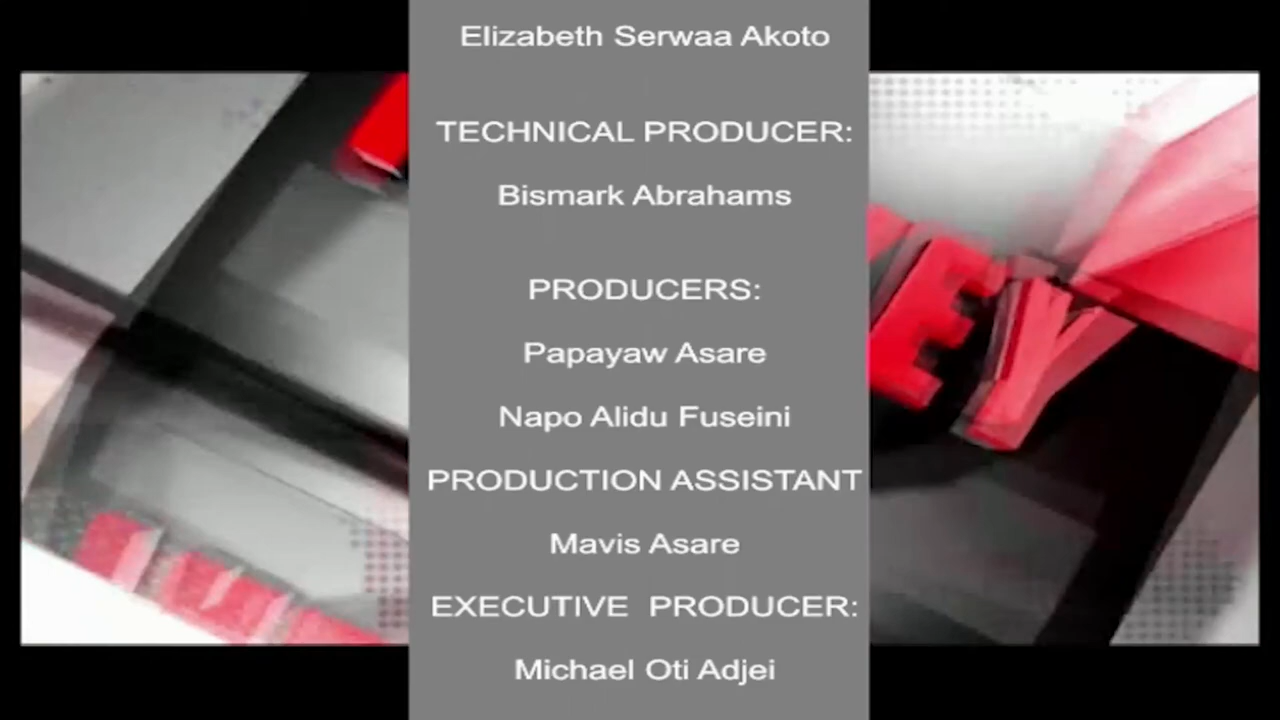 Elizabeth Serwaa Akoto
TECHNICAL PRODUCER:
Bismark Abrahams
PRODUCERS:
Papayaw Asare
Napo Alidu Fuseini
PRODUCTION ASSISTANT
Mavis Asare
EXECUTIVE PRODUCER:
Michael Oti Adjei
EY